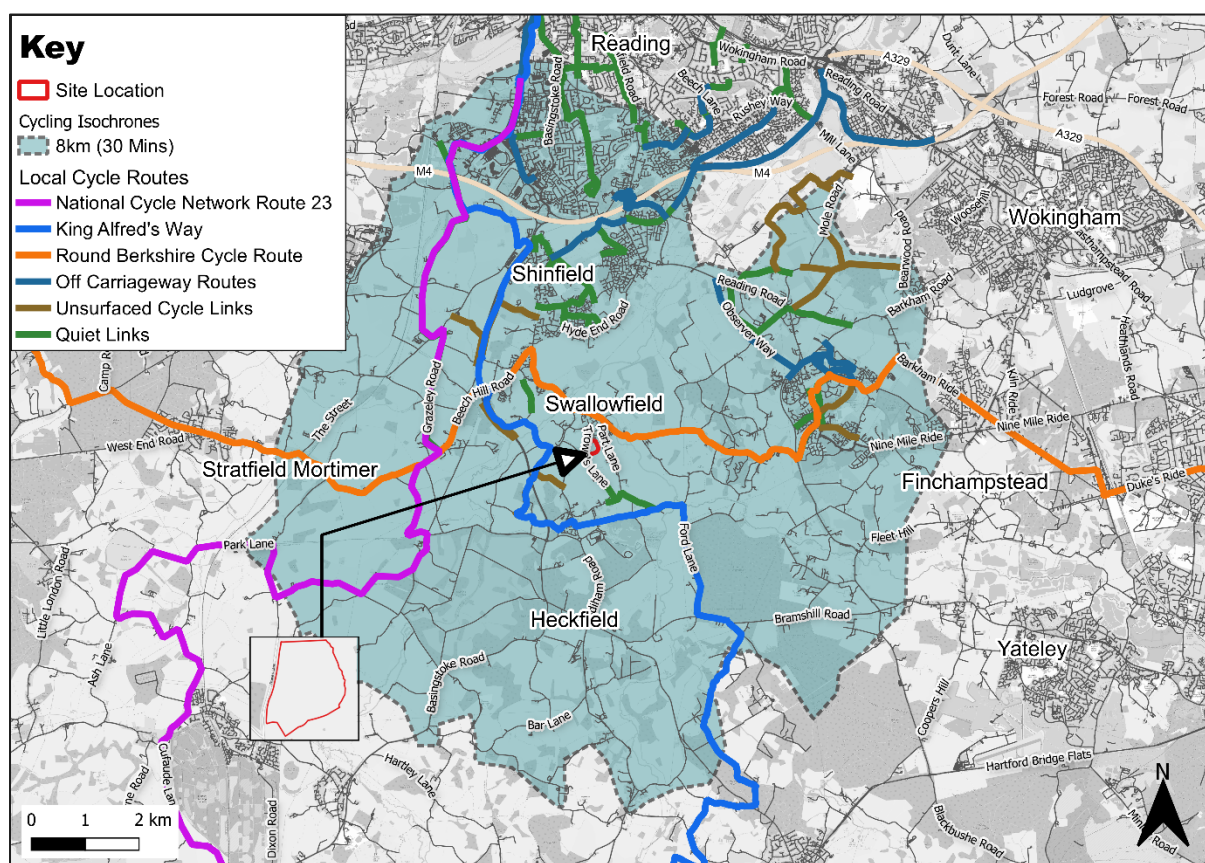 Key
Site Location
Cycling Isochrones
8km (30 Mins)
Local Cycle Routes
National Cycle Network Route 23
King Alfred's Way
Round Berkshire Cycle Route
Off Carriageway Routes
Unsurfaced Cycle Links
Quiet Links
Reading
Wokingham Road
A329
Dunt Lane
Basingstoke Road
Beech Lane
Rushey Way
Reading Road
Forest Road
Forest Road
A329
Mill Lane
M4
M4
Mole Road
Woosehill
Wokingham
Bearwood Road
Shinfield
Reading Road
Barkham Road
Ludgrove
Hyde End Road
Observer Way
Heathlands Road
Camp Road
Grazeley Road
Beech Hill Road
Barkham Ride
Kiln Ride
The Street
Swallowfield
Part Lane
Nine Mile Ride
Nine Mile Ride
West End Road
Stratfield Mortimer
Finchampstead
Duke's Ride
Ford Lane
Fleet Hill
Park Lane
Little London Road
Heckfield
Bramshill Road
Yateley
Ash Lane
Basingstoke Road
Coopers Hill
Bar Lane
Cufaude Lane
Hartley Lane
Hartford Bridge Flats
Dixon Road
Blackbushe Road
N
0 1 2 km